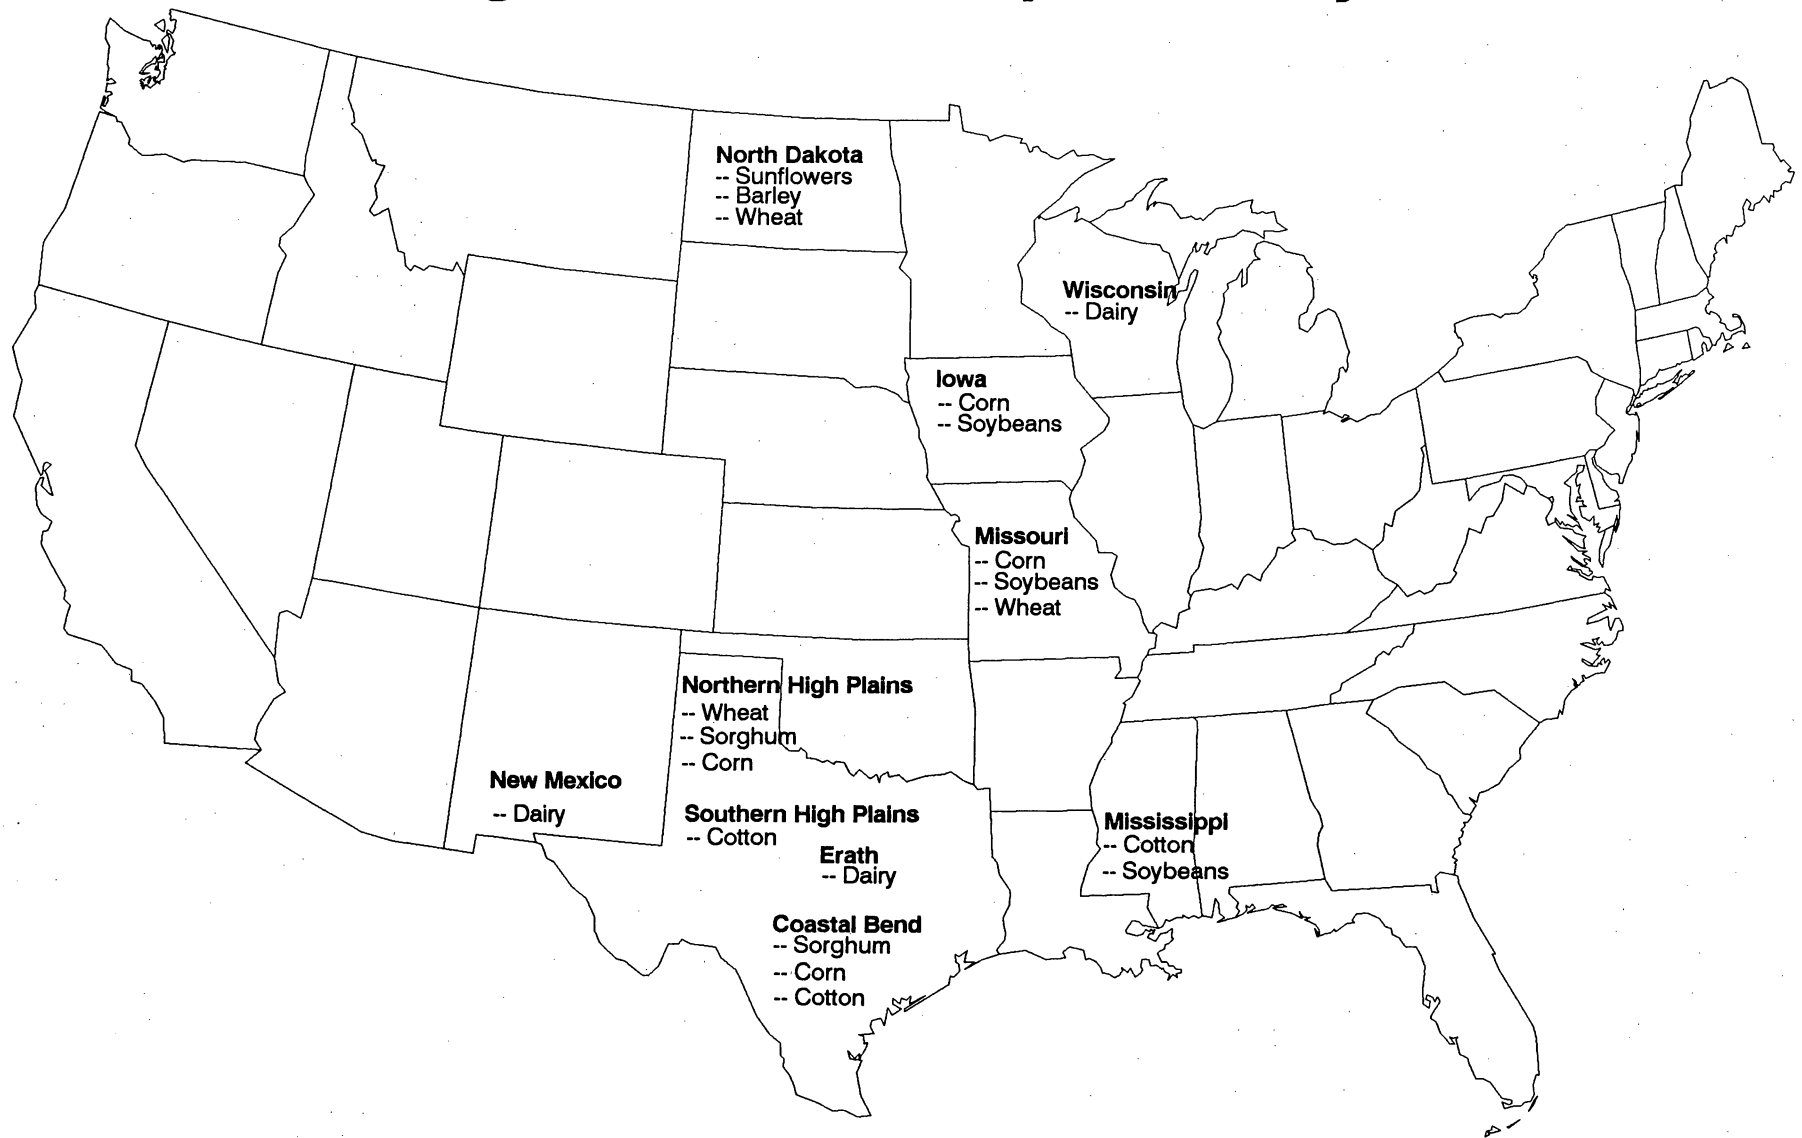 North Dakota
-- Sunflowers
-- Barley
-- Wheat
Wisconsin
-- Dairy
Iowa
-- Corn
-- Soybeans
Missouri
-- Corn
-- Soybeans
-- Wheat
Northern High Plains
-- Wheat
-- Sorghum
-- Corn
New Mexico
-- Dairy
Southern High Plains
-- Cotton
Erath
-- Dairy
Mississippi
-- Cotton
-- Soybeans
Coastal Bend
-- Sorghum
-- Corn
-- Cotton